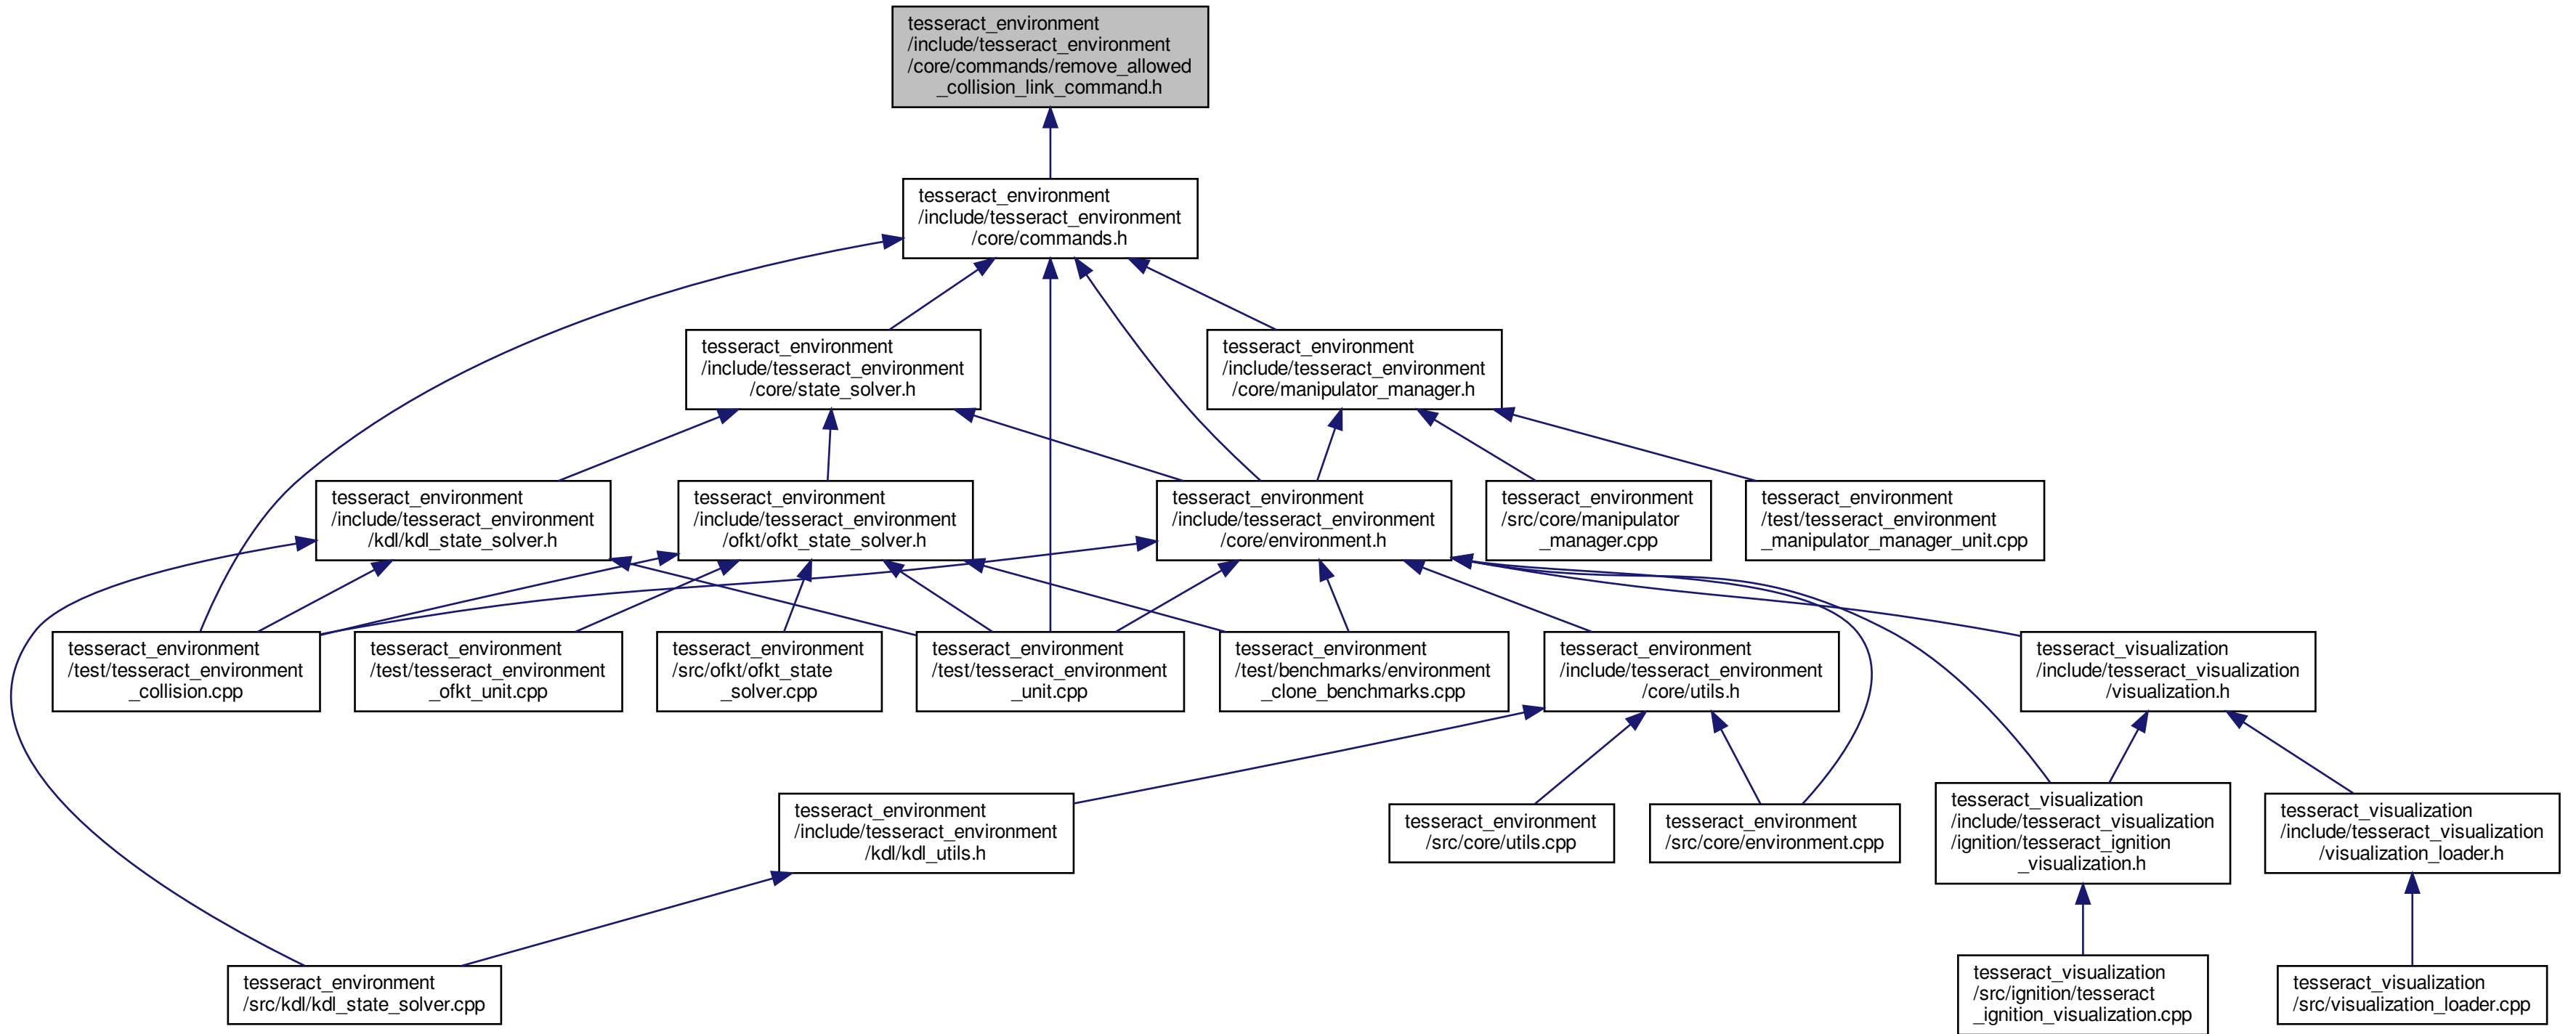 tesseract_environment
/include/tesseract_environment
/core/commands/remove_allowed
_collision_link_command.h
tesseract_environment
/include/tesseract_environment
/core/commands.h
tesseract_environment
/include/tesseract_environment
/core/state_solver.h
tesseract_environment
/include/tesseract_environment
/core/manipulator_manager.h
tesseract_environment
/include/tesseract_environment
/kdl/kdl_state_solver.h
tesseract_environment
/include/tesseract_environment
/ofkt/ofkt_state_solver.h
tesseract_environment
/include/tesseract_environment
/core/environment.h
tesseract_environment
/src/core/manipulator
_manager.cpp
tesseract_environment
/test/tesseract_environment
_manipulator_manager_unit.cpp
tesseract_environment
/test/tesseract_environment
_collision.cpp
tesseract_environment
/test/tesseract_environment
_ofkt_unit.cpp
tesseract_environment
/src/ofkt/ofkt_state
_solver.cpp
tesseract_environment
/test/tesseract_environment
_unit.cpp
tesseract_environment
/test/benchmarks/environment
_clone_benchmarks.cpp
tesseract_environment
/include/tesseract_environment
/core/utils.h
tesseract_visualization
/include/tesseract_visualization
/visualization.h
tesseract_environment
/include/tesseract_environment
/kdl/kdl_utils.h
tesseract_environment
/src/core/utils.cpp
tesseract_environment
/src/core/environment.cpp
tesseract_visualization
/include/tesseract_visualization
/ignition/tesseract_ignition
_visualization.h
tesseract_visualization
/include/tesseract_visualization
/visualization_loader.h
tesseract_environment
/src/kdl/kdl_state_solver.cpp
tesseract_visualization
/src/ignition/tesseract
_ignition_visualization.cpp
tesseract_visualization
/src/visualization_loader.cpp